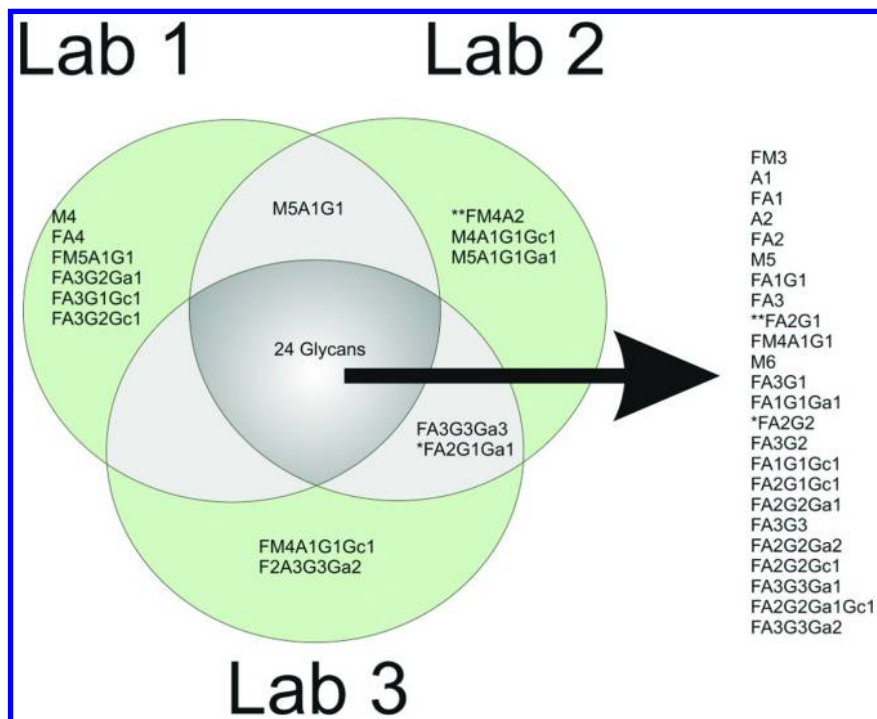 Lab 1
Lab 2
M5A1G1
M4
FA4
FM5A1G1
FA3G2Ga1
FA3G1Gc1
FA3G2Gc1
**FM4A2
M4A1G1Gc1
M5A1G1Ga1
24 Glycans
FA3G3Ga3
*FA2G1Ga1
FM4A1G1Gc1
F2A3G3Ga2
Lab 3
FM3
A1
FA1
A2
FA2
M5
FA1G1
FA3
**FA2G1
FM4A1G1
M6
FA3G1
FA1G1Ga1
*FA2G2
FA3G2
FA1G1Gc1
FA2G1Gc1
FA2G2Ga1
FA3G3
FA2G2Ga2
FA2G2Gc1
FA3G3Ga1
FA2G2Ga1Gc1
FA3G3Ga2